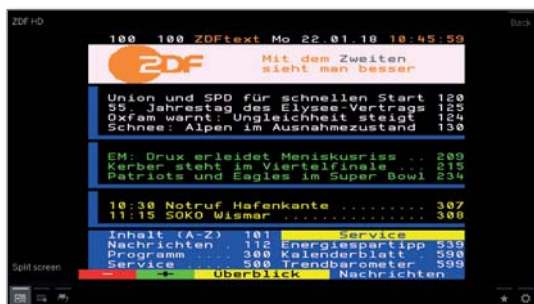 ZDF HD
Back
100 100 ZDFtext Mo 22.01.18 10:45:59
ZDF
Mit dem Zweiten
sieht man besser
Union und SPD für schnellen Start 120
55. Jahrestag des Elysee-Vertrags 125
Oxfam warnt: Ungleichheit steigt 124
Schnee: Alpen im Ausnahmezustand 130
EM: Drux erleidet Meniskusriss .. 209
Kerber steht im Viertelfinale ... 215
Patriots und Eagles im Super Bowl 234
10:30 Notruf Hafenkante ......... 307
11:15 SOKO Wismar ............... 308
Inhalt (A-Z) 101 Service
Nachrichten . 112 Energiespartipp 539
Programm ... 300 Kalenderblatt . 590
Service .... 500 Trendbarometer 599
Split screen
- + Überblick Nachrichten